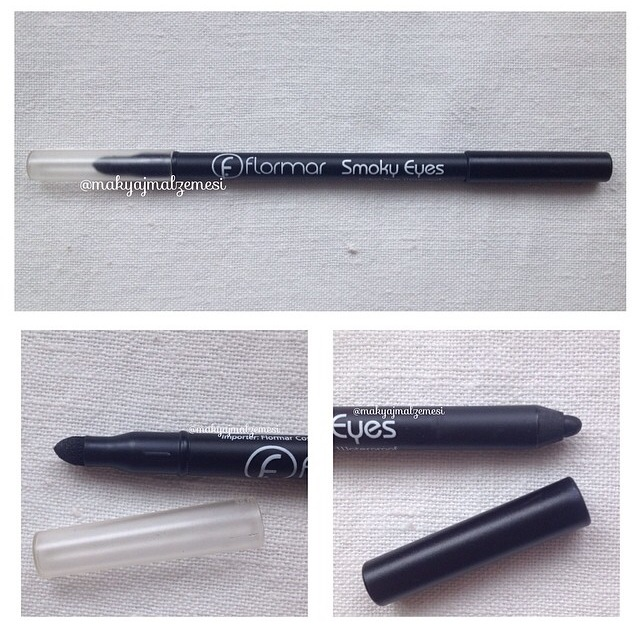 F flormar Smoky Eyes
@makyajmalzemesi
@makyajmalzemesi
Importer: Flormar
F
@makyajmalzemesi
Eyes